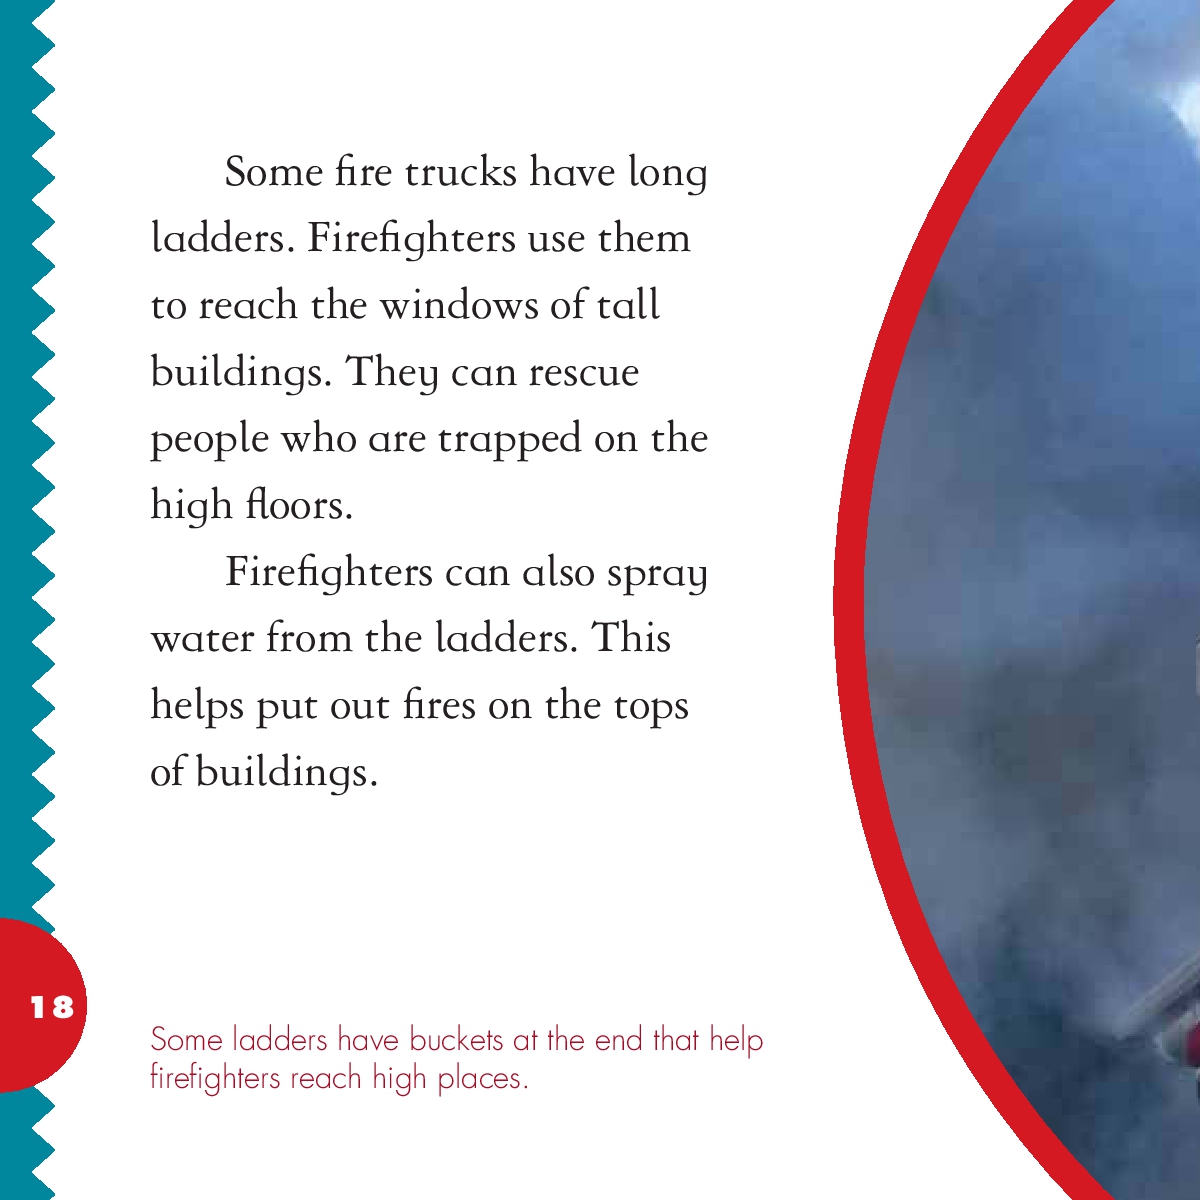 Some fire trucks have long
ladders. Firefighters use them
to reach the windows of tall
buildings. They can rescue
people who are trapped on the
high floors.
Firefighters can also spray
water from the ladders. This
helps put out fires on the tops
of buildings.
18
Some ladders have buckets at the end that help
firefighters reach high places.